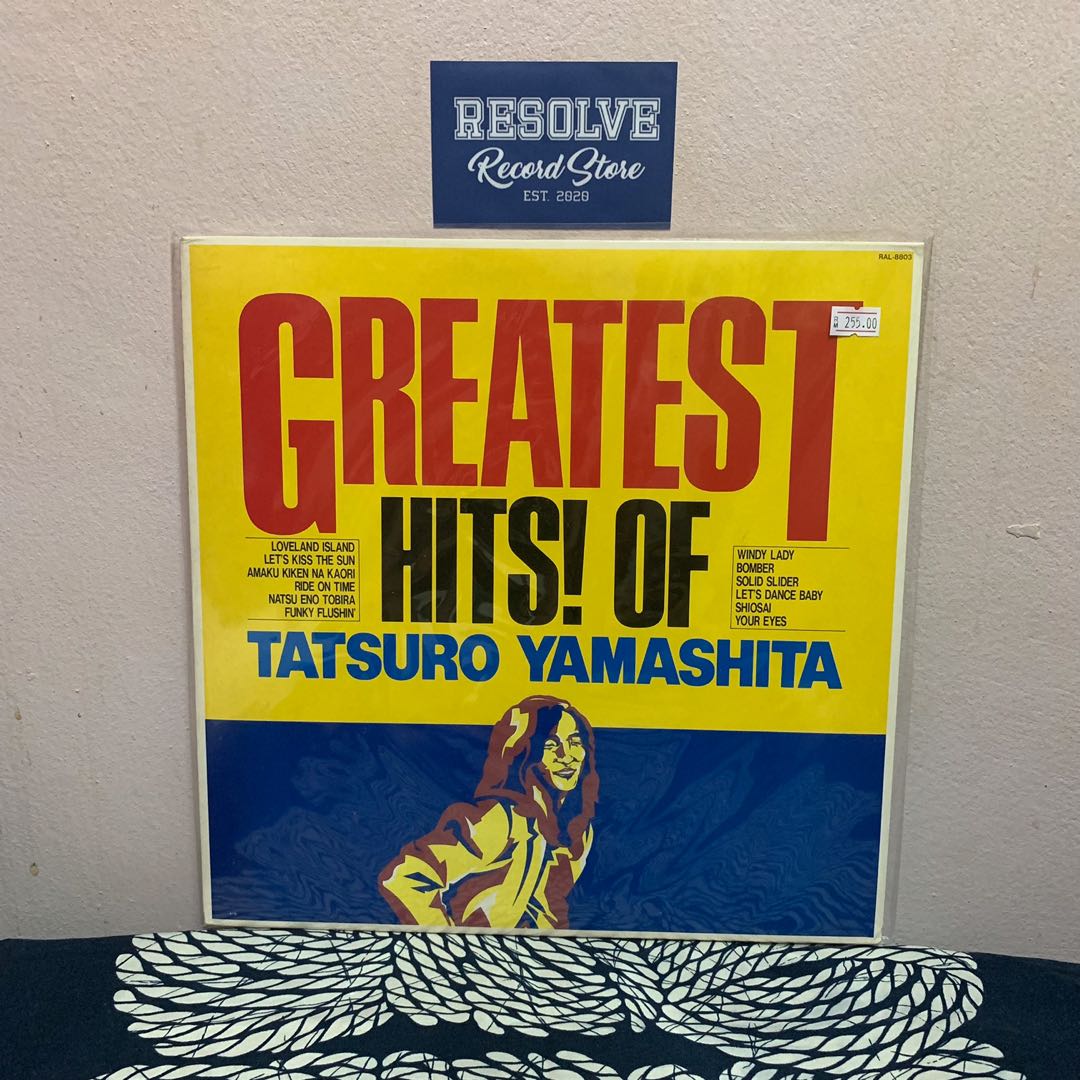 RESOLVE
Record Store
EST. 2020
RAL-8803
GREATEST
RM 255.00
HITS! OF
LOVELAND ISLAND
LET'S KISS THE SUN
AMAKU KIKEN NA KAORI
RIDE ON TIME
NATSU ENO TOBIRA
FUNKY FLUSHIN'
WINDY LADY
BOMBER
SOLID SLIDER
LET'S DANCE BABY
SHIOSAI
YOUR EYES
TATSURO YAMASHITA